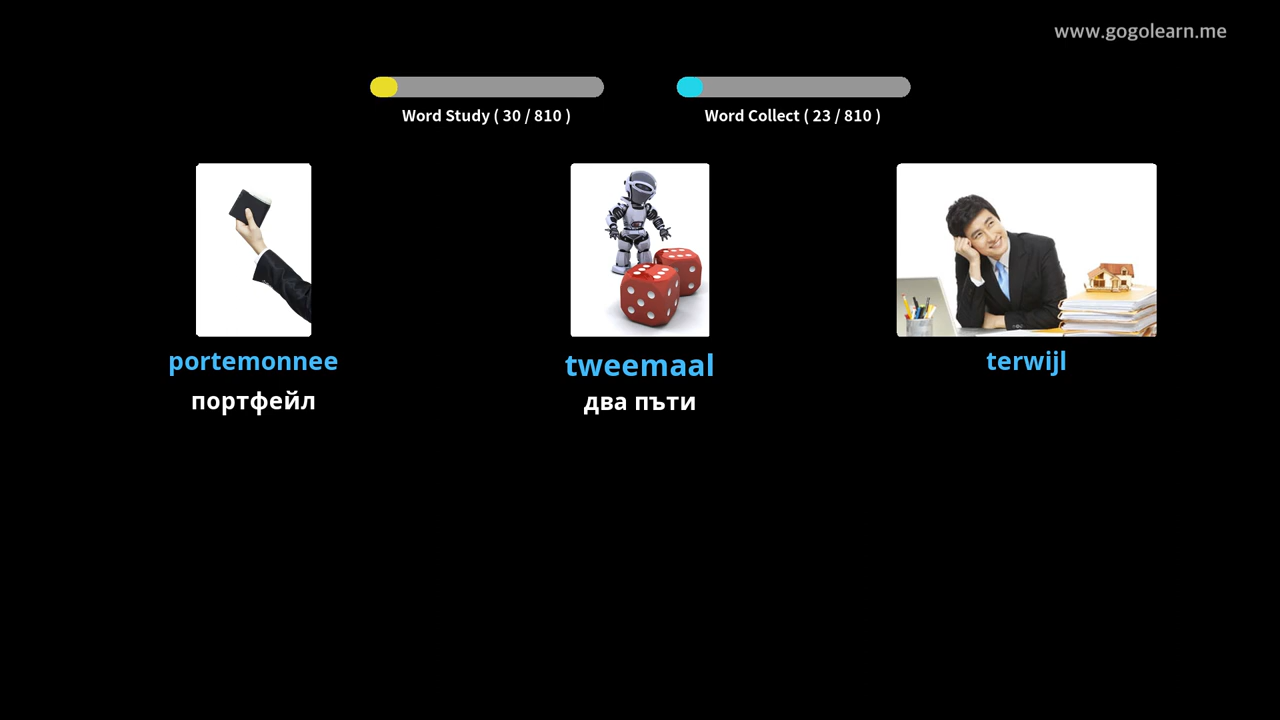 www.gogolearn.me
Word Study ( 30 / 810 )
Word Collect ( 23 / 810 )
portemonnee
портфейл
tweemaal
два пъти
terwijl